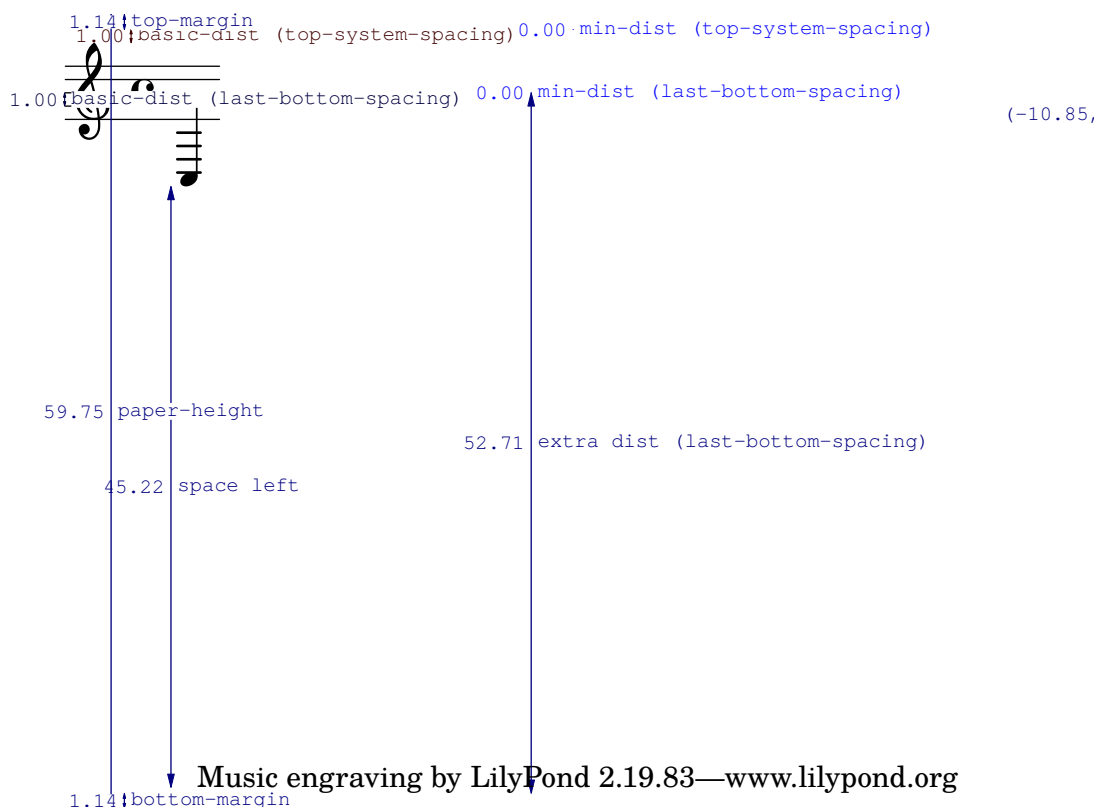 1.14 top-margin
1.00 basic-dist (top-system-spacing) 0.00 min-dist (top-system-spacing)
1.00 basic-dist (last-bottom-spacing) 0.00 min-dist (last-bottom-spacing)
(-10.85,
59.75 paper-height
52.71 extra dist (last-bottom-spacing)
45.22 space left
Music engraving by LilyPond 2.19.83—www.lilypond.org
1.14 bottom-margin